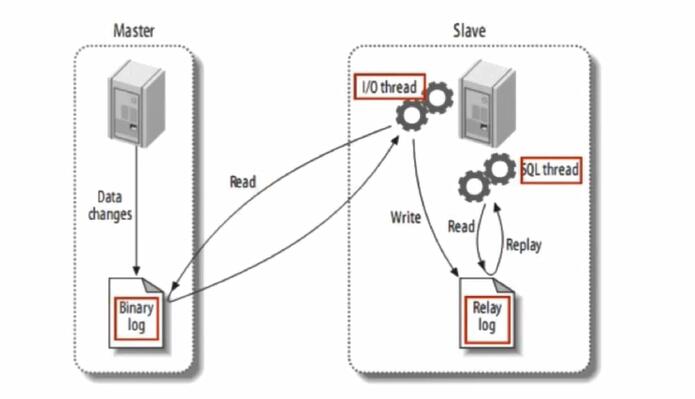 Master
Slave
I/O thread
SQL thread
Data
changes
Read
Write
Read
Replay
Binary
log
Relay
log